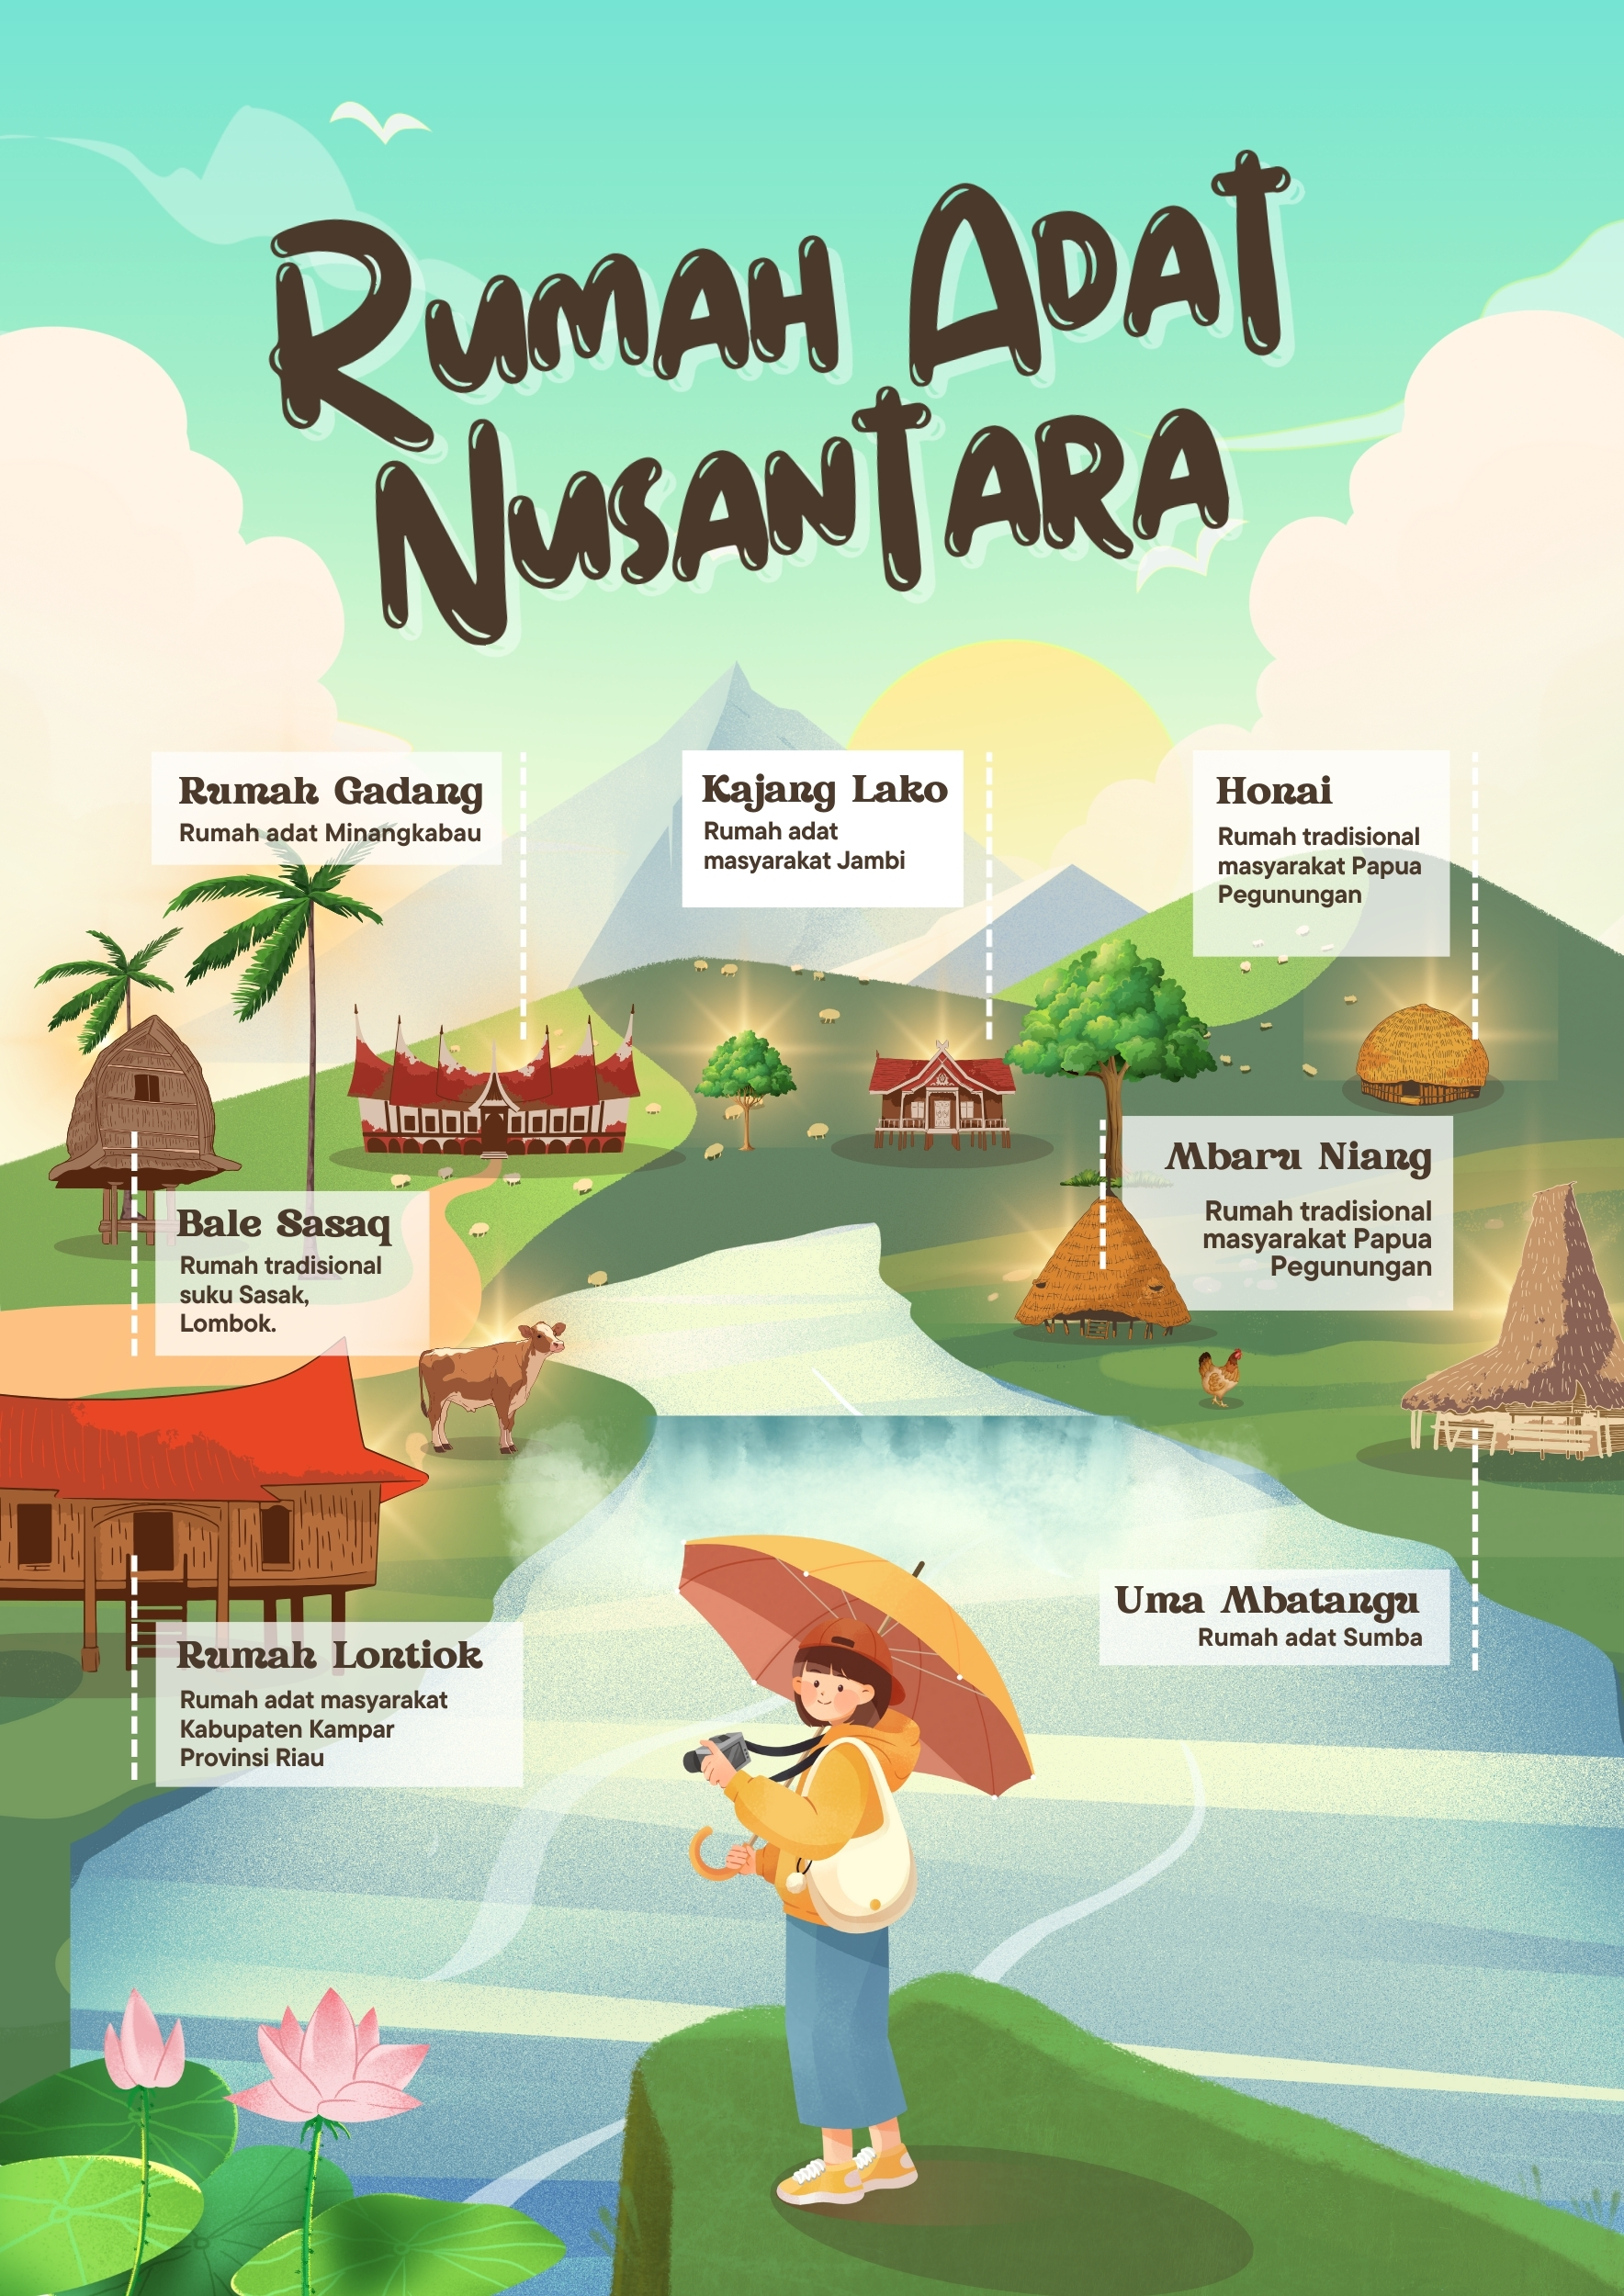 Rumah Adat
Nusantara
Rumah Gadang
Rumah adat Minangkabau
Kajang Lako
Rumah adat
masyarakat Jambi
Honai
Rumah tradisional
masyarakat Papua
Pegunungan
Mbaru Niang
Rumah tradisional
masyarakat Papua
Pegunungan
Bale Sasaq
Rumah tradisional
suku Sasak,
Lombok.
Uma Mbatangu
Rumah adat Sumba
Rumah Lontiok
Rumah adat masyarakat
Kabupaten Kampar
Provinsi Riau